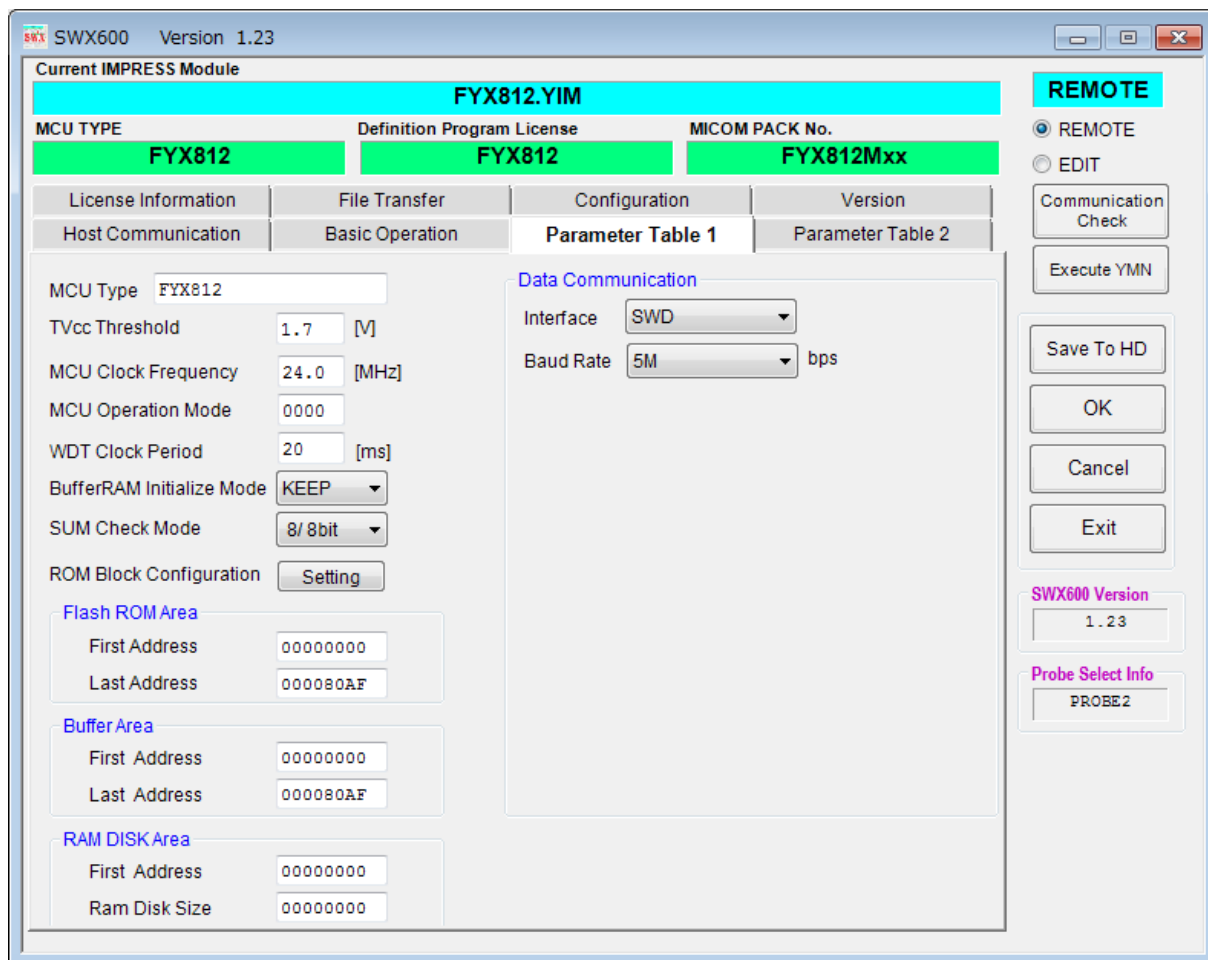 swx SWX600 Version 1.23
Current IMPRESS Module
FYX812.YIM
MCU TYPE Definition Program License MICOM PACK No.
FYX812 FYX812 FYX812Mxx
License Information File Transfer Configuration Version
Host Communication Basic Operation Parameter Table 1 Parameter Table 2
MCU Type FYX812
TVcc Threshold 1.7 [V]
MCU Clock Frequency 24.0 [MHz]
MCU Operation Mode 0000
WDT Clock Period 20 [ms]
BufferRAM Initialize Mode KEEP
SUM Check Mode 8/ 8bit
ROM Block Configuration Setting
Flash ROM Area
First Address 00000000
Last Address 000080AF
Buffer Area
First Address 00000000
Last Address 000080AF
RAM DISK Area
First Address 00000000
Ram Disk Size 00000000
Data Communication
Interface SWD
Baud Rate 5M bps
REMOTE
REMOTE
EDIT
Communication
Check
Execute YMN
Save To HD
OK
Cancel
Exit
SWX600 Version
1.23
Probe Select Info
PROBE2